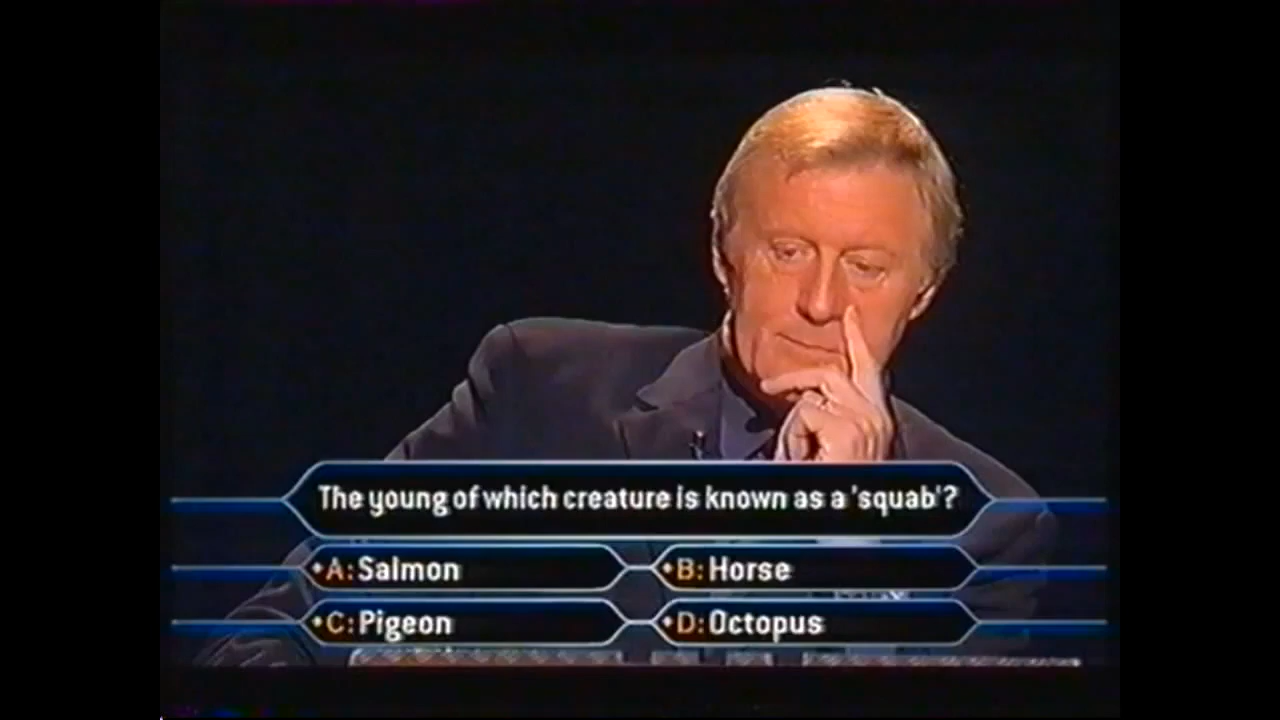 The young of which creature is known as a 'squab'?
•A: Salmon
•B: Horse
•C: Pigeon
•D: Octopus